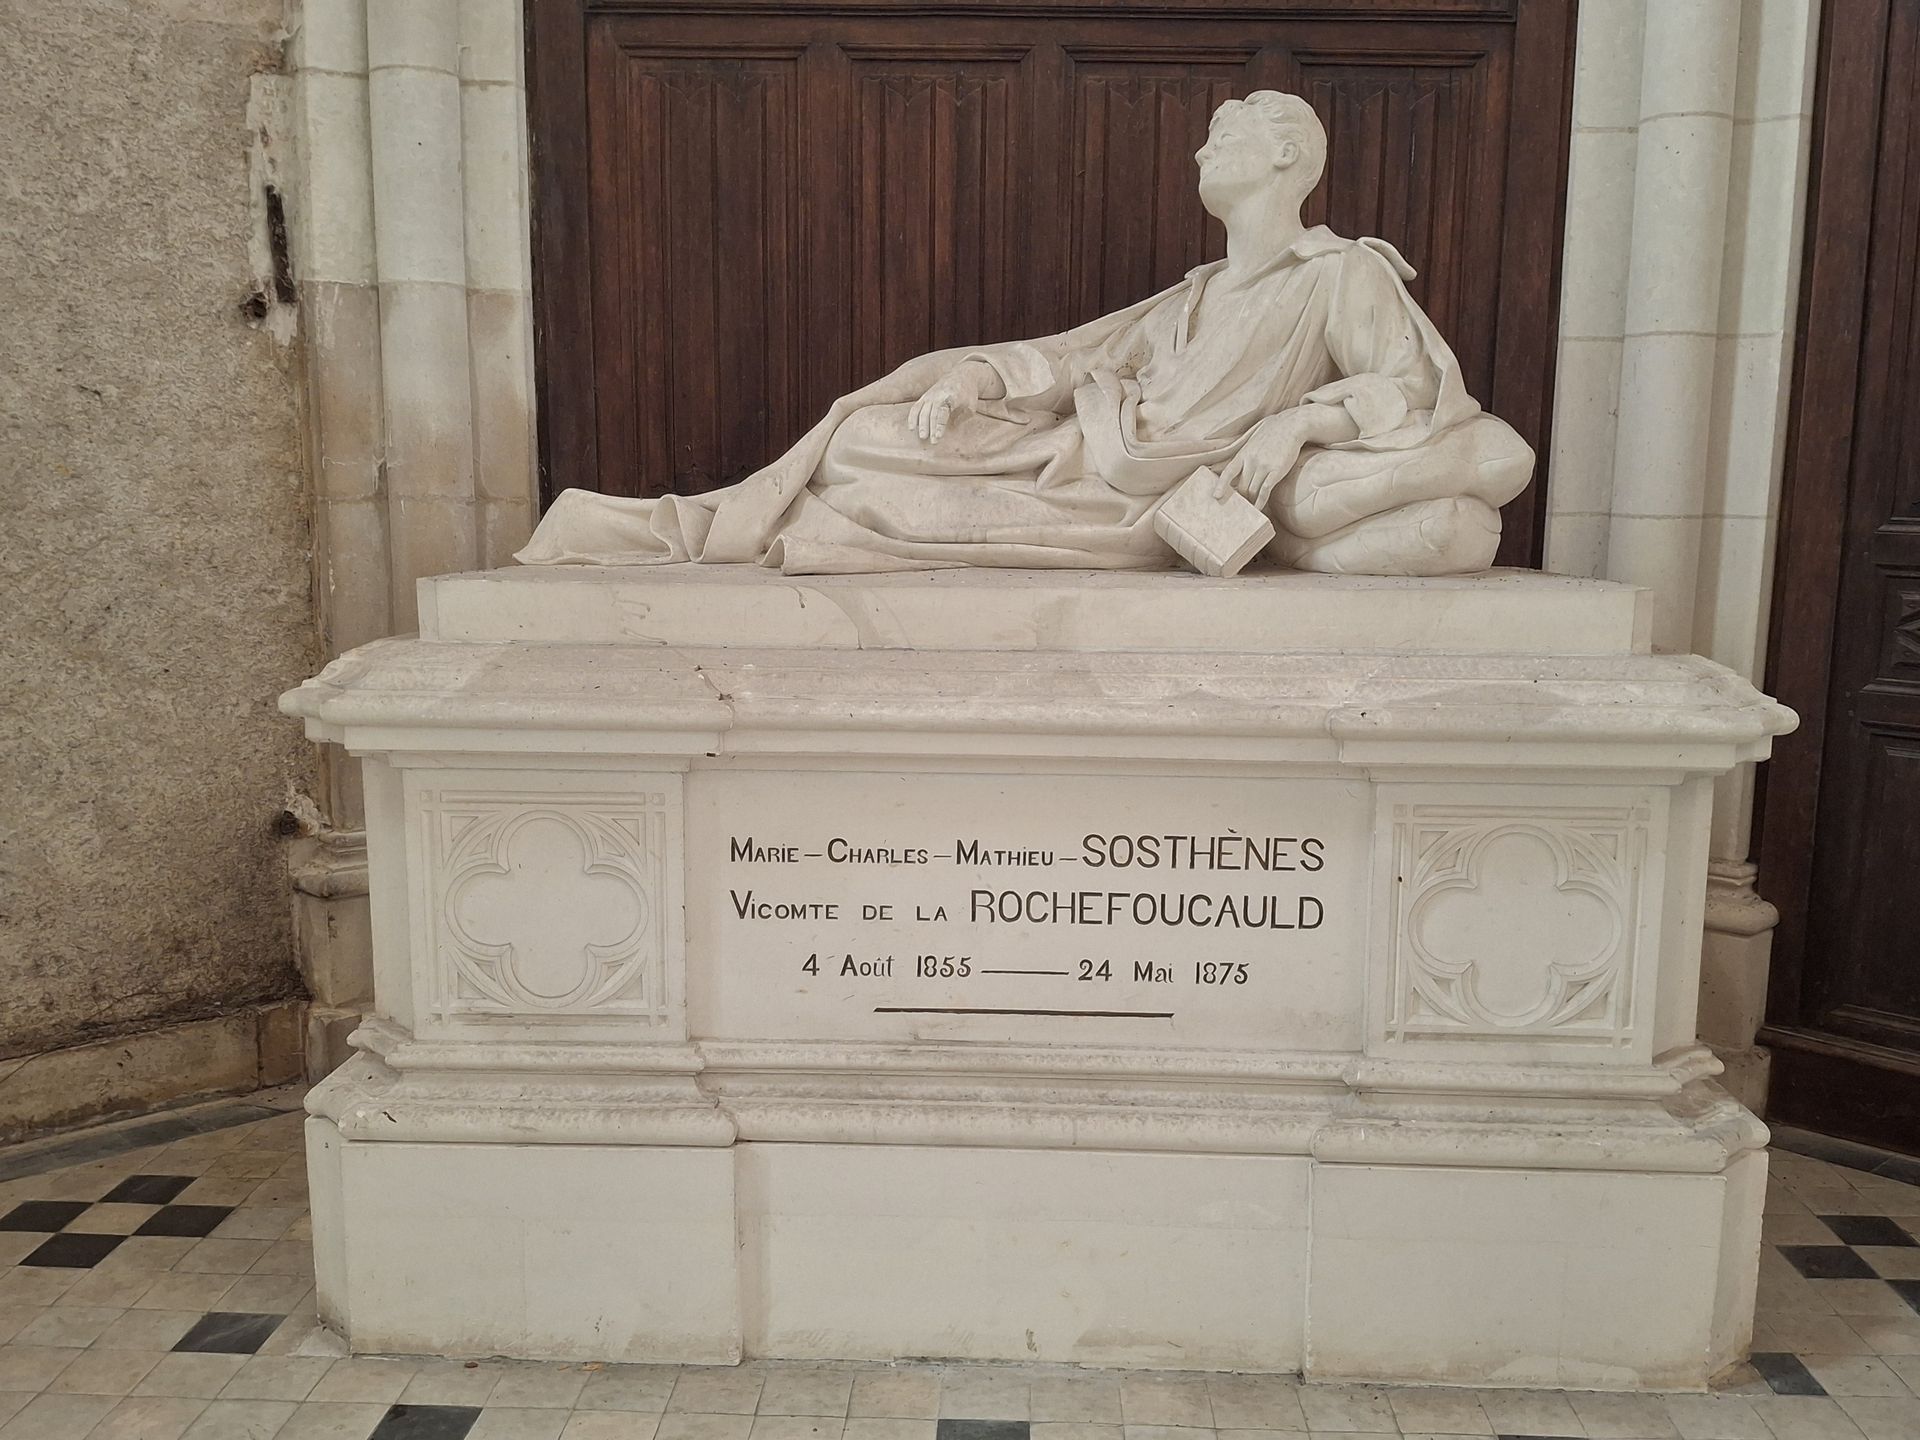 MARIE-CHARLES-MATHIEU-SOSTHÈNES
VICOMTE DE LA ROCHEFOUCAULD
4 Août 1855 — 24 Mai 1875